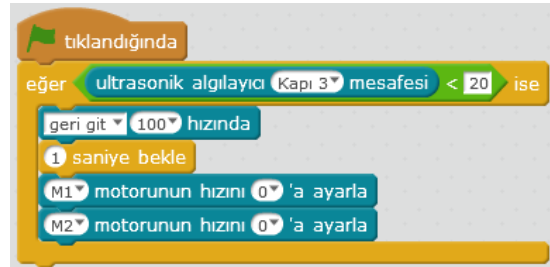 tıklandığında
eğer ultrasonik algılayıcı Kapı 3 mesafesi < 20 ise
geri git 100 hızında
1 saniye bekle
M1 motorunun hızını 0 'a ayarla
M2 motorunun hızını 0 'a ayarla